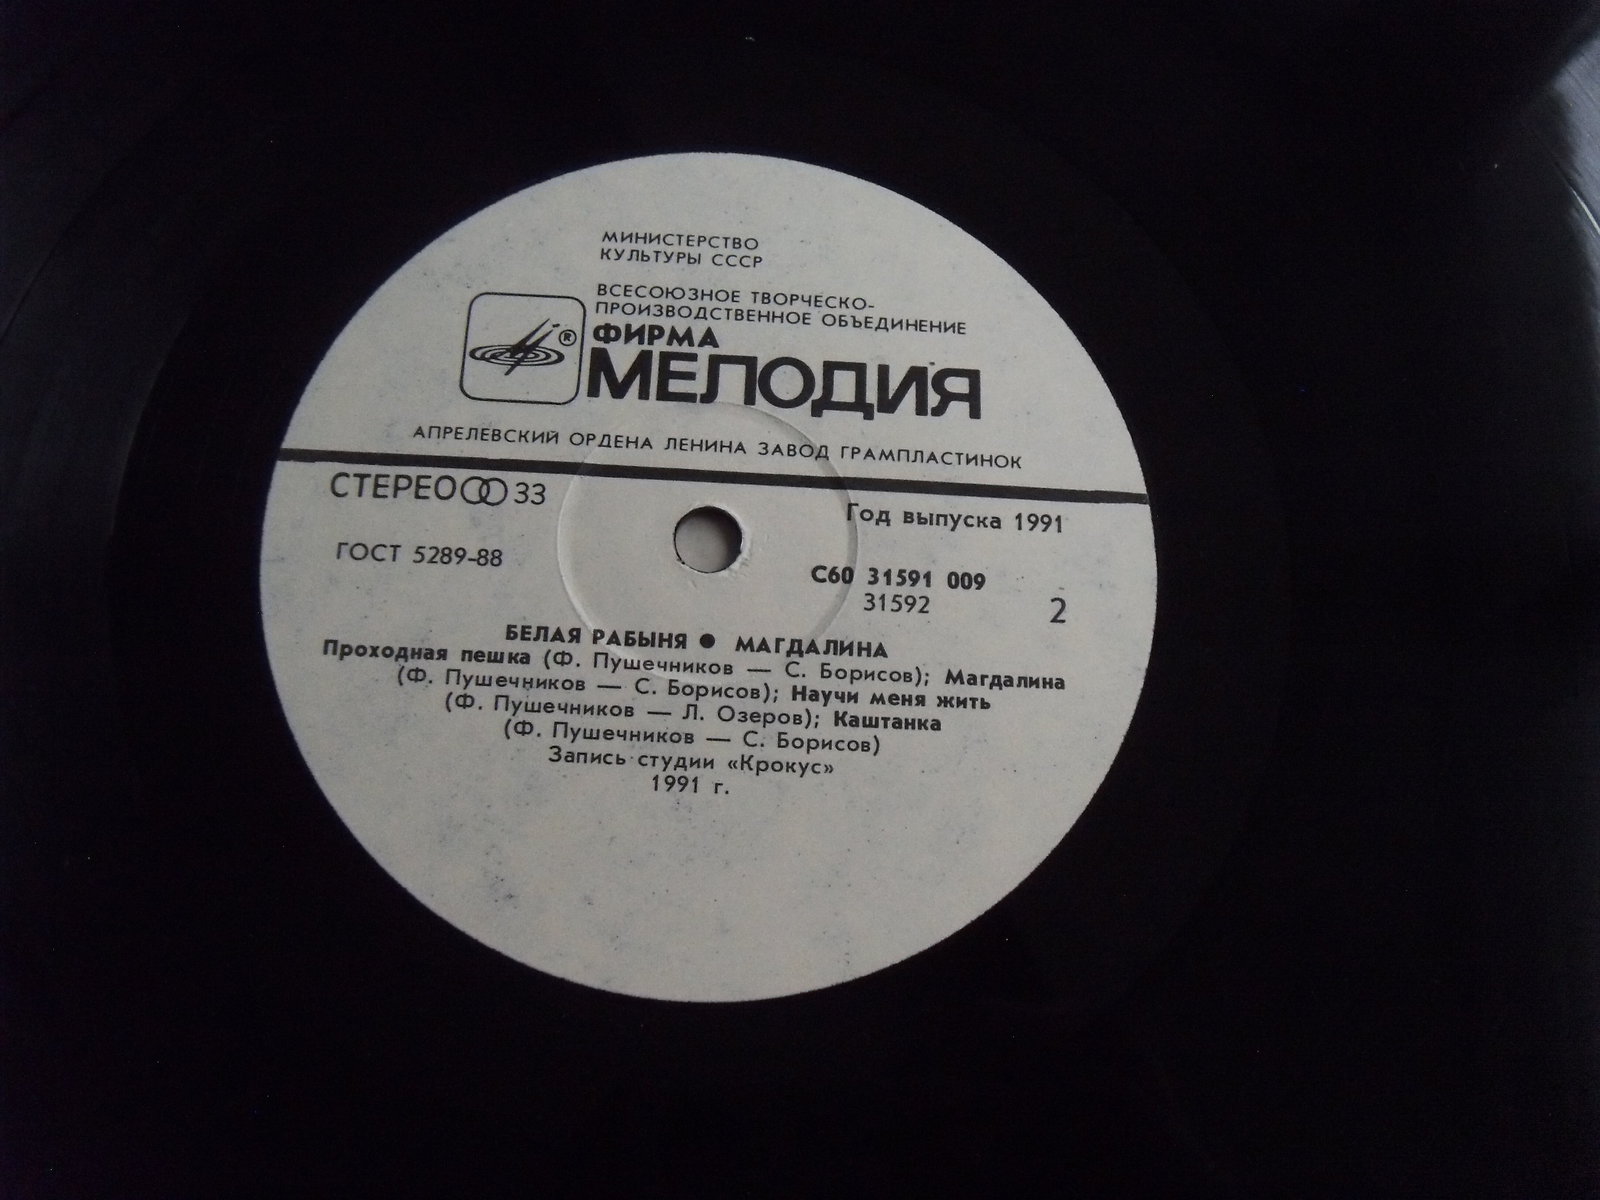 МИНИСТЕРСТВО
КУЛЬТУРЫ СССР
ВСЕСОЮЗНОЕ ТВОРЧЕСКО-
ПРОИЗВОДСТВЕННОЕ ОБЪЕДИНЕНИЕ
ФИРМА
®
МЕЛОДИЯ
АПРЕЛЕВСКИЙ ОРДЕНА ЛЕНИНА ЗАВОД ГРАМПЛАСТИНОК
СТЕРЕО 33
Год выпуска 1991
ГОСТ 5289-88
С60 31591 009
31592
2
БЕЛАЯ РАБЫНЯ ● МАГДАЛИНА
Проходная пешка (Ф. Пушечников — С. Борисов); Магдалина
(Ф. Пушечников — С. Борисов); Научи меня жить
(Ф. Пушечников — Л. Озеров); Каштанка
(Ф. Пушечников — С. Борисов)
Запись студии «Крокус»
1991 г.